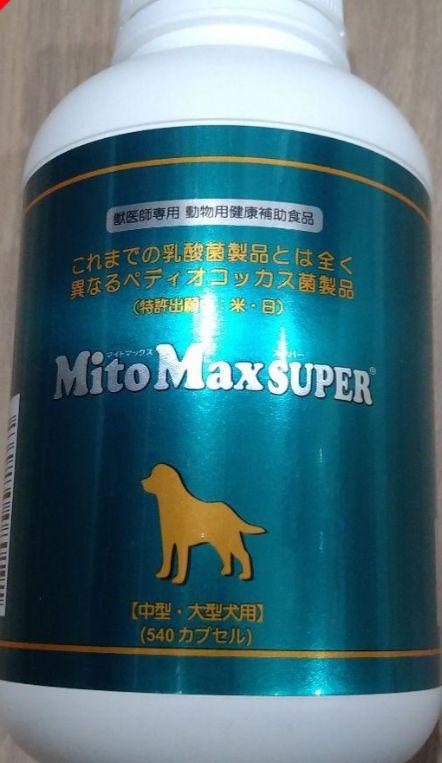 獣医師専用 動物用健康補助食品
これまでの乳酸菌製品とは全く
異なるペディオコッカス菌製品
(特許出願中:米・日)
マイトマックス スーパー
MitoMaxSUPER®
【中型・大型犬用】
(540カプセル)